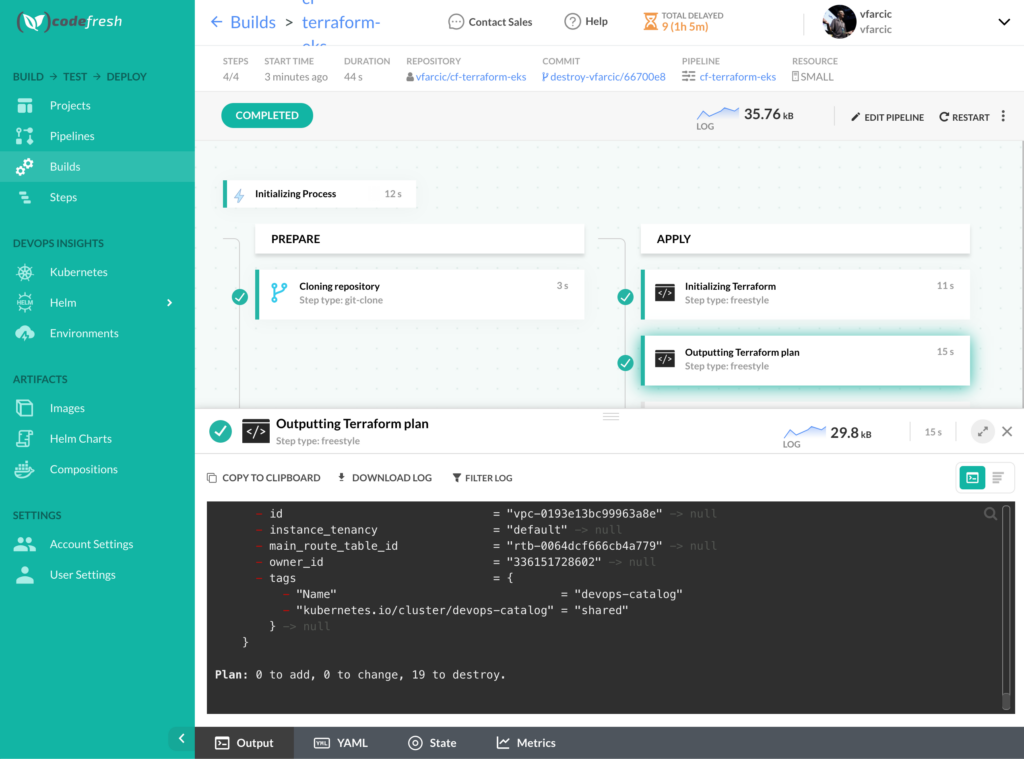 codefresh
BUILD → TEST → DEPLOY
Projects
Pipelines
Builds
Steps
DEVOPS INSIGHTS
Kubernetes
HELM Helm
Environments
ARTIFACTS
Images
Helm Charts
Compositions
SETTINGS
Account Settings
User Settings
← Builds > terraform-
Contact Sales
? Help
TOTAL DELAYED
9 (1h 5m)
vfarcic
vfarcic
STEPS
4/4
START TIME
3 minutes ago
DURATION
44 s
REPOSITORY
vfarcic/cf-terraform-eks
COMMIT
destroy-vfarcic/66700e8
PIPELINE
cf-terraform-eks
RESOURCE
SMALL
COMPLETED
LOG
35.76 kB
EDIT PIPELINE
RESTART
Initializing Process 12 s
PREPARE
Cloning repository 3 s
Step type: git-clone
APPLY
</> Initializing Terraform 11 s
Step type: freestyle
</> Outputting Terraform plan 15 s
Step type: freestyle
</> Outputting Terraform plan
Step type: freestyle
LOG
29.8 kB
15 s
COPY TO CLIPBOARD
DOWNLOAD LOG
FILTER LOG
- id = "vpc-0193e13bc99963a8e" -> null
- instance_tenancy = "default" -> null
- main_route_table_id = "rtb-0064dcf666cb4a779" -> null
- owner_id = "336151728602" -> null
- tags = {
- "Name" = "devops-catalog"
- "kubernetes.io/cluster/devops-catalog" = "shared"
} -> null
}
Plan: 0 to add, 0 to change, 19 to destroy.
Output
YML YAML
State
Metrics